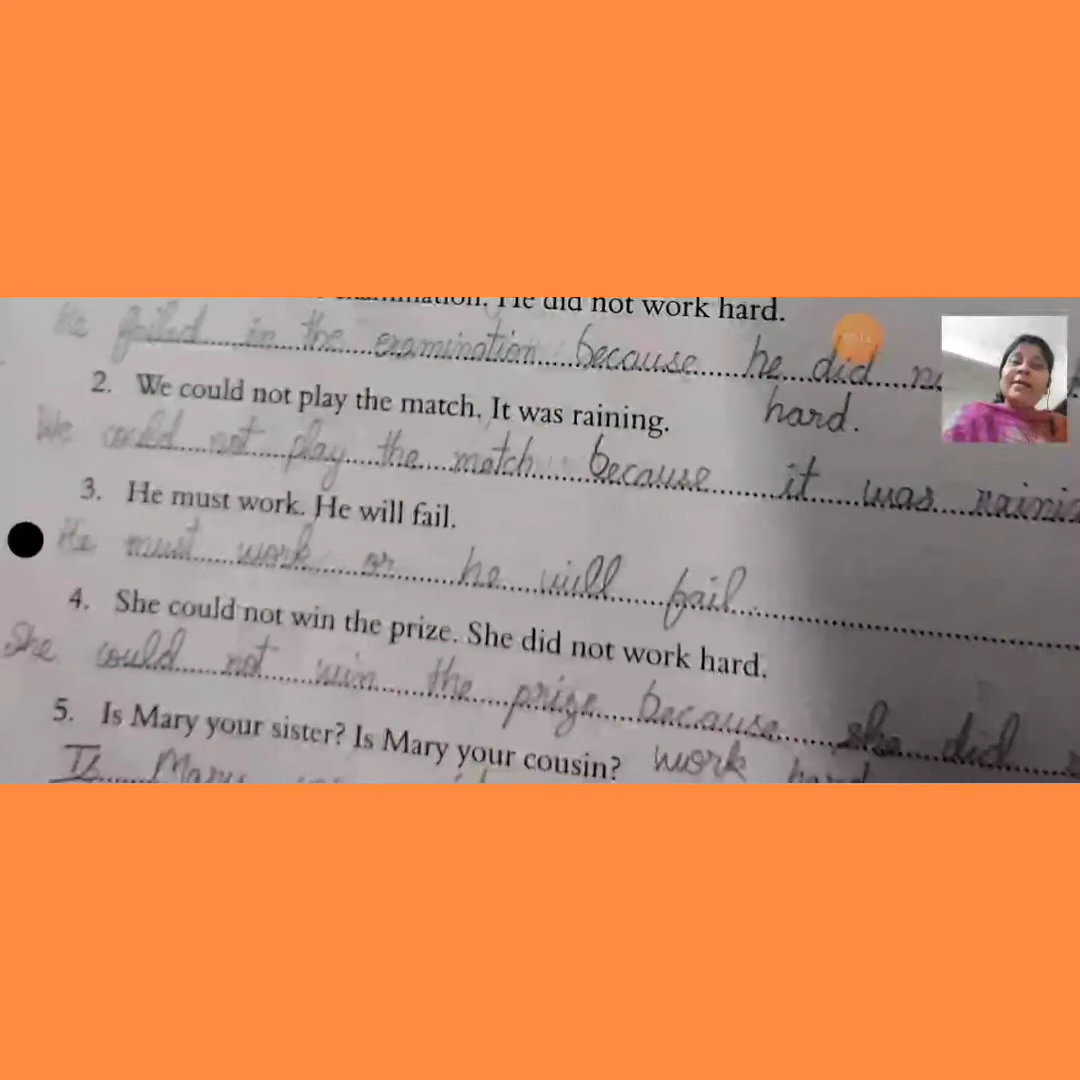 He did not work hard.
He failed in the examination because he did
hard.
2. We could not play the match. It was raining.
We could not play the match because it was
3. He must work. He will fail.
He must work or he will fail.
4. She could not win the prize. She did not work hard.
She could not win the prize because she did
work hard
5. Is Mary your sister? Is Mary your cousin?
Is Mary